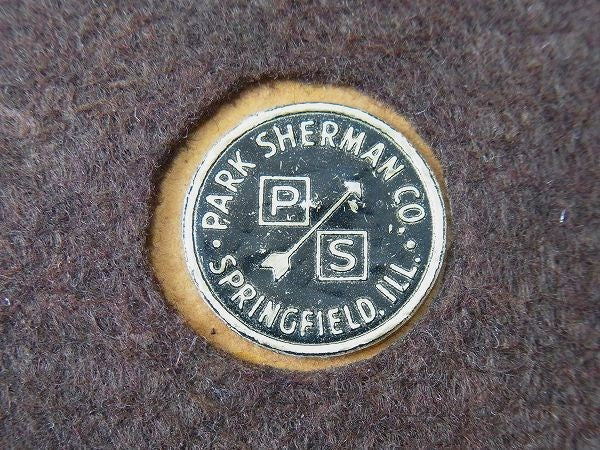 PARK SHERMAN CO.
P
S
SPRINGFIELD, ILL.